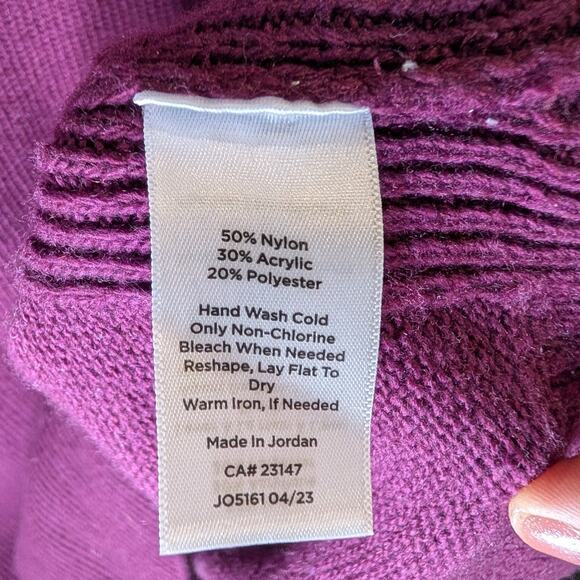 50% Nylon
30% Acrylic
20% Polyester
Hand Wash Cold
Only Non-Chlorine
Bleach When Needed
Reshape, Lay Flat To
Dry
Warm Iron, If Needed
Made In Jordan
CA# 23147
JO5161 04/23